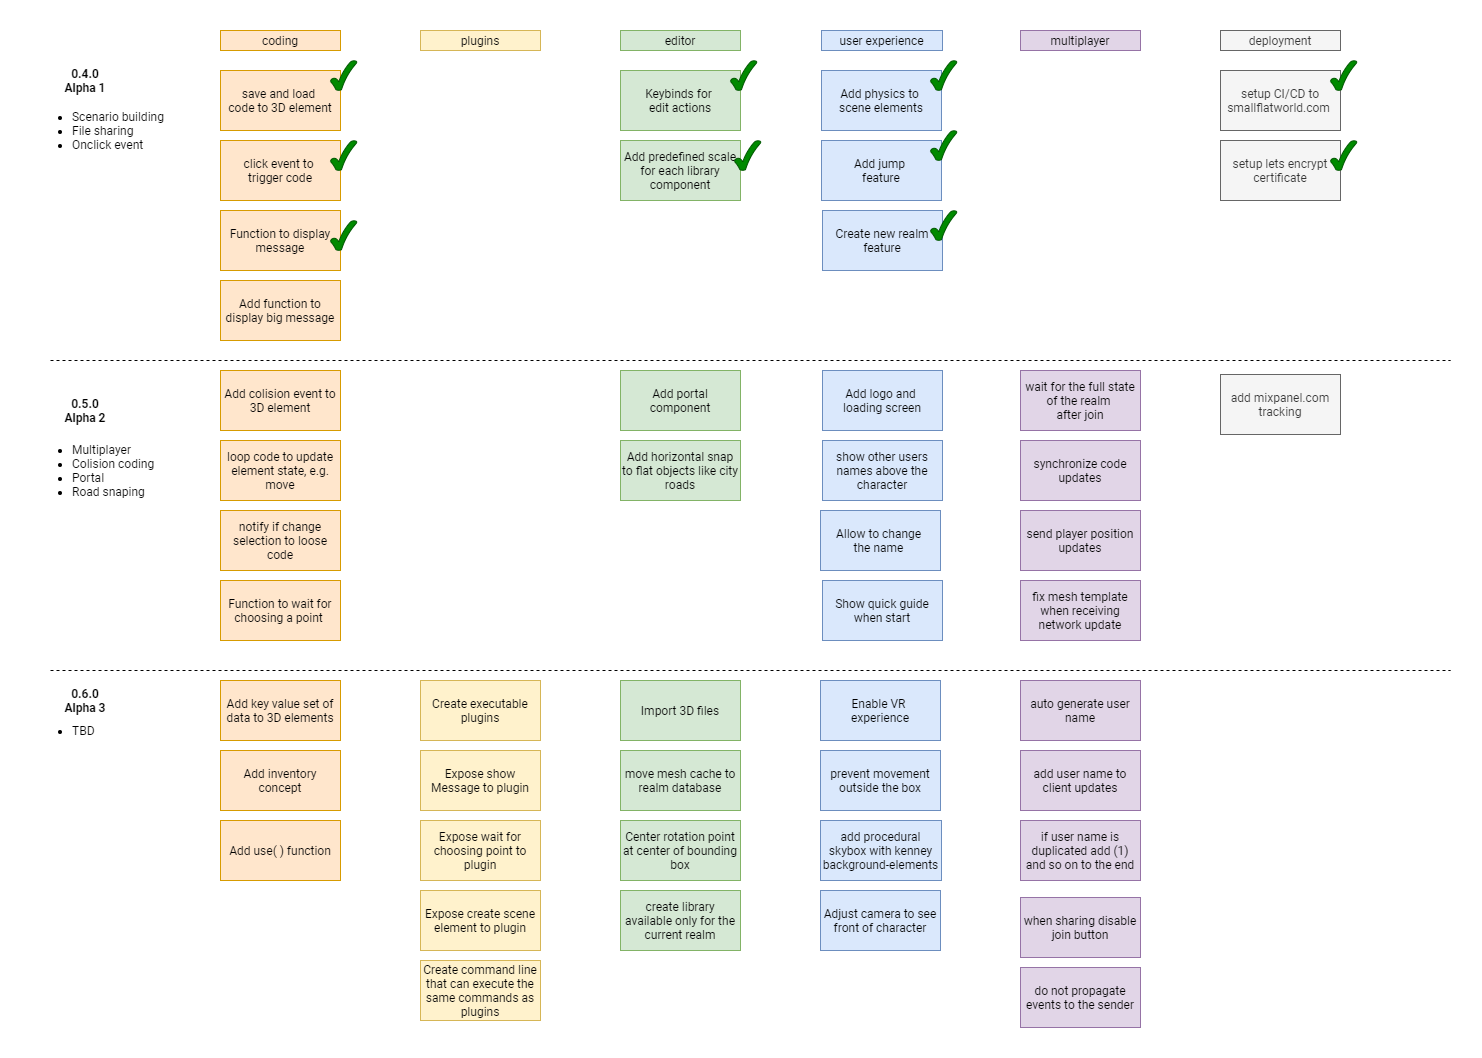 coding
plugins
editor
user experience
multiplayer
deployment
0.4.0
Alpha 1
Scenario building
File sharing
Onclick event
save and load
code to 3D element
click event to
trigger code
Function to display
message
Add function to
display big message
Keybinds for
edit actions
Add predefined scale
for each library
component
Add physics to
scene elements
Add jump
feature
Create new realm
feature
setup CI/CD to
smallflatworld.com
setup lets encrypt
certificate
0.5.0
Alpha 2
Multiplayer
Colision coding
Portal
Road snaping
Add colision event to
3D element
loop code to update
element state, e.g.
move
notify if change
selection to loose
code
Function to wait for
choosing a point
Add portal
component
Add horizontal snap
to flat objects like city
roads
Add logo and
loading screen
show other users
names above the
character
Allow to change
the name
Show quick guide
when start
wait for the full state
of the realm
after join
synchronize code
updates
send player position
updates
fix mesh template
when receiving
network update
add mixpanel.com
tracking
0.6.0
Alpha 3
TBD
Add key value set of
data to 3D elements
Add inventory
concept
Add use( ) function
Create executable
plugins
Expose show
Message to plugin
Expose wait for
choosing point to
plugin
Expose create scene
element to plugin
Create command line
that can execute the
same commands as
plugins
Import 3D files
move mesh cache to
realm database
Center rotation point
at center of bounding
box
create library
available only for the
current realm
Enable VR
experience
prevent movement
outside the box
add procedural
skybox with kenney
background-elements
Adjust camera to see
front of character
auto generate user
name
add user name to
client updates
if user name is
duplicated add (1)
and so on to the end
when sharing disable
join button
do not propagate
events to the sender